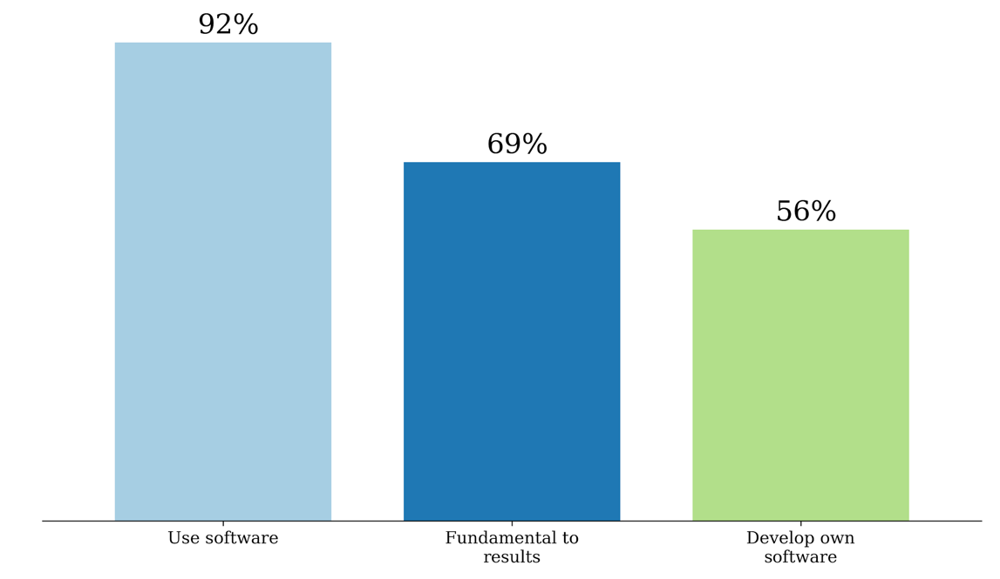 92%
69%
56%
Use software
Fundamental to
results
Develop own
software